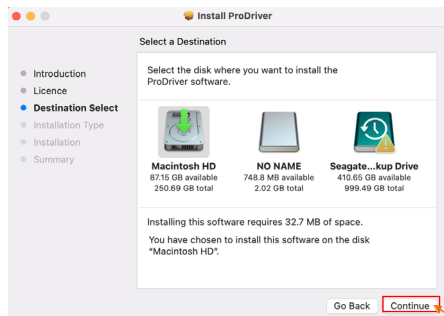 Install ProDriver
Select a Destination
Introduction
Licence
Destination Select
Installation Type
Installation
Summary
Select the disk where you want to install the
ProDriver software.
Macintosh HD
87.15 GB available
250.69 GB total
NO NAME
748.8 MB available
2.02 GB total
Seagate...kup Drive
410.65 GB available
999.49 GB total
Installing this software requires 32.7 MB of space.
You have chosen to install this software on the disk
“Macintosh HD”.
Go Back
Continue